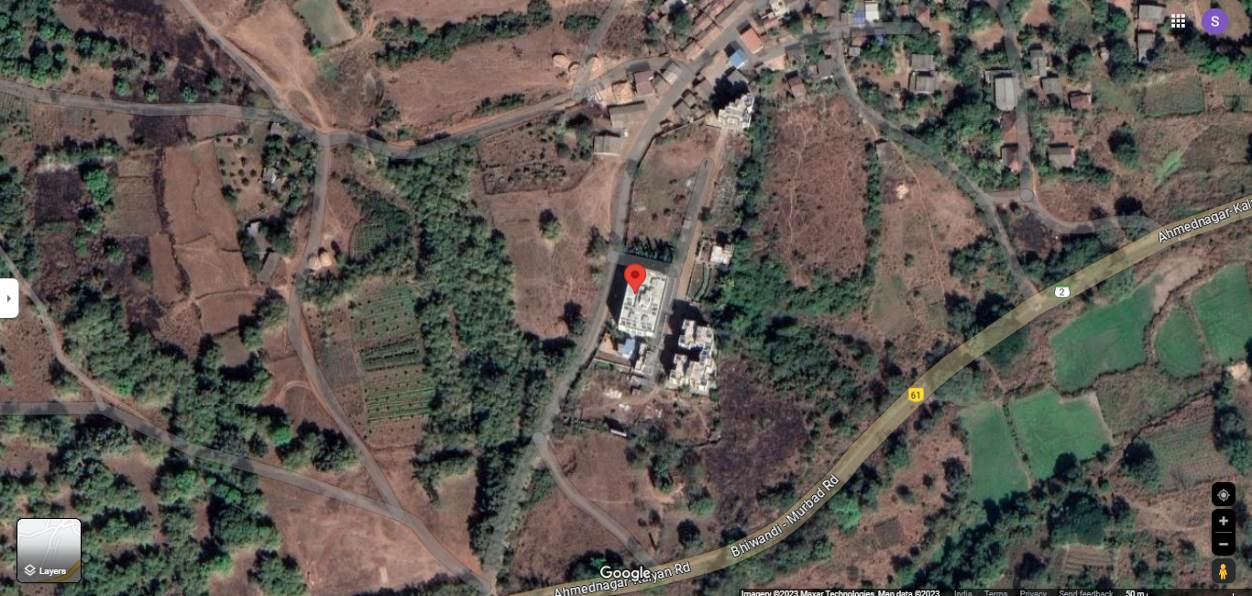 S
Ahmednagar-Kal
2
61
Bhiwandi - Murbad Rd
Layers
Google
Ahmednagar Kalyan Rd
Imagery ©2023 Maxar Technologies, Map data ©2023
India
Terms
Privacy
Send feedback
50 m